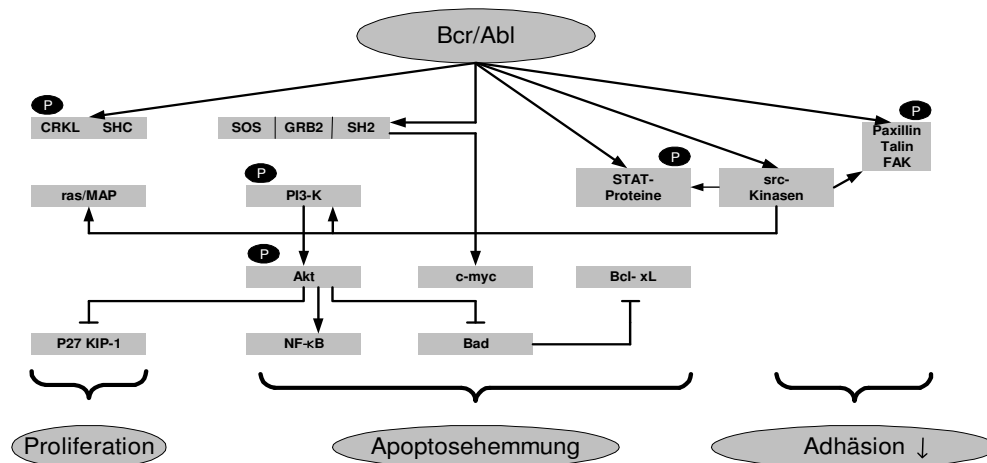 Bcr/Abl
P
P
CRKL SHC
SOS GRB2 SH2
Paxillin
Talin
FAK
P
P
ras/MAP
PI3-K
STAT-
Proteine
src-
Kinasen
P
Akt
c-myc
Bcl- xL
P27 KIP-1
NF-κB
Bad
Proliferation
Apoptosehemmung
Adhäsion ↓